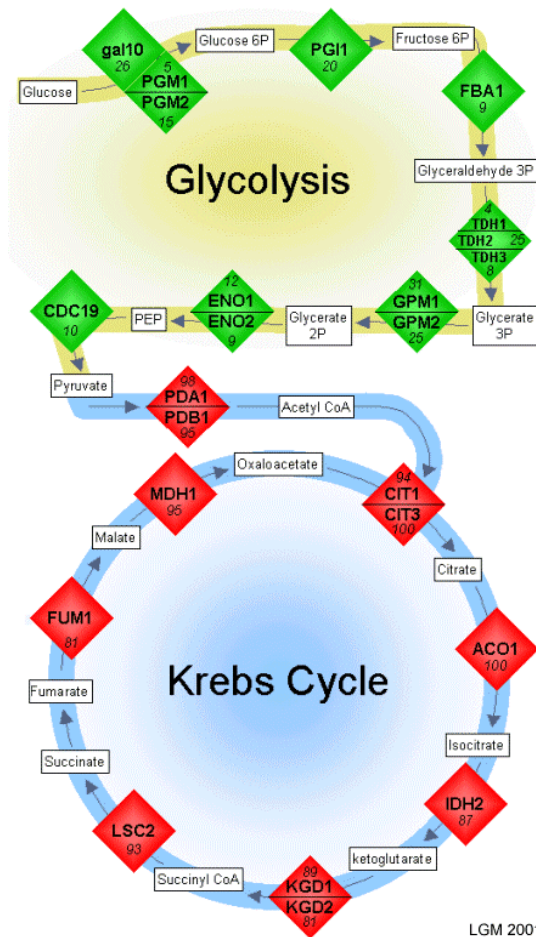 gal10
26
Glucose 6P
PGI1
20
Fructose 6P
Glucose
5
PGM1
PGM2
15
FBA1
9
Glycolysis
Glyceraldehyde 3P
4
TDH1
TDH2 25
TDH3
8
CDC19
10
PEP
12
ENO1
ENO2
9
Glycerate
2P
31
GPM1
GPM2
25
Glycerate
3P
Pyruvate
98
PDA1
PDB1
95
Acetyl CoA
Oxaloacetate
MDH1
95
94
CIT1
CIT3
100
Malate
Citrate
FUM1
81
ACO1
100
Krebs Cycle
Fumarate
Isocitrate
Succinate
IDH2
87
LSC2
93
ketoglutarate
Succinyl CoA
89
KGD1
KGD2
81
LGM 2001